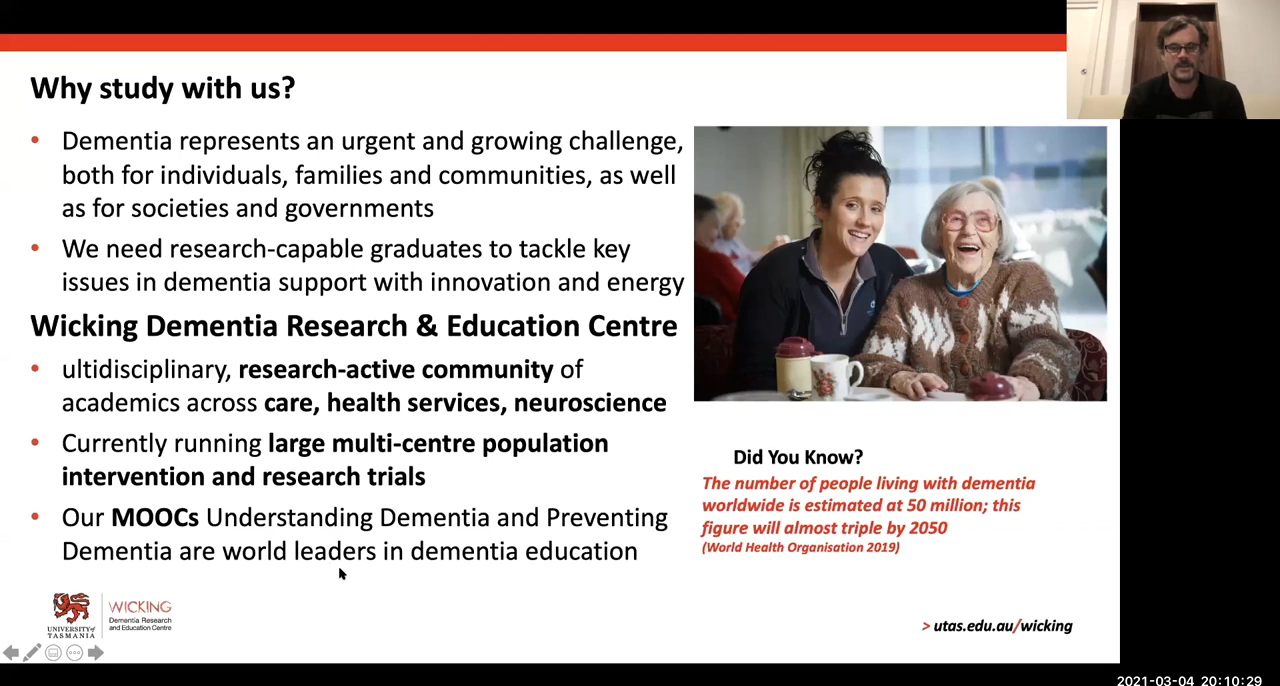 Why study with us?
• Dementia represents an urgent and growing challenge,
both for individuals, families and communities, as well
as for societies and governments
• We need research-capable graduates to tackle key
issues in dementia support with innovation and energy
Wicking Dementia Research & Education Centre
• ultidisciplinary, research-active community of
academics across care, health services, neuroscience
• Currently running large multi-centre population
intervention and research trials
• Our MOOCs Understanding Dementia and Preventing
Dementia are world leaders in dementia education
Did You Know?
The number of people living with dementia
worldwide is estimated at 50 million; this
figure will almost triple by 2050
(World Health Organisation 2019)
UNIVERSITY of
TASMANIA
WICKING
Dementia Research
and Education Centre
> utas.edu.au/wicking
2021-03-04 20:10:29